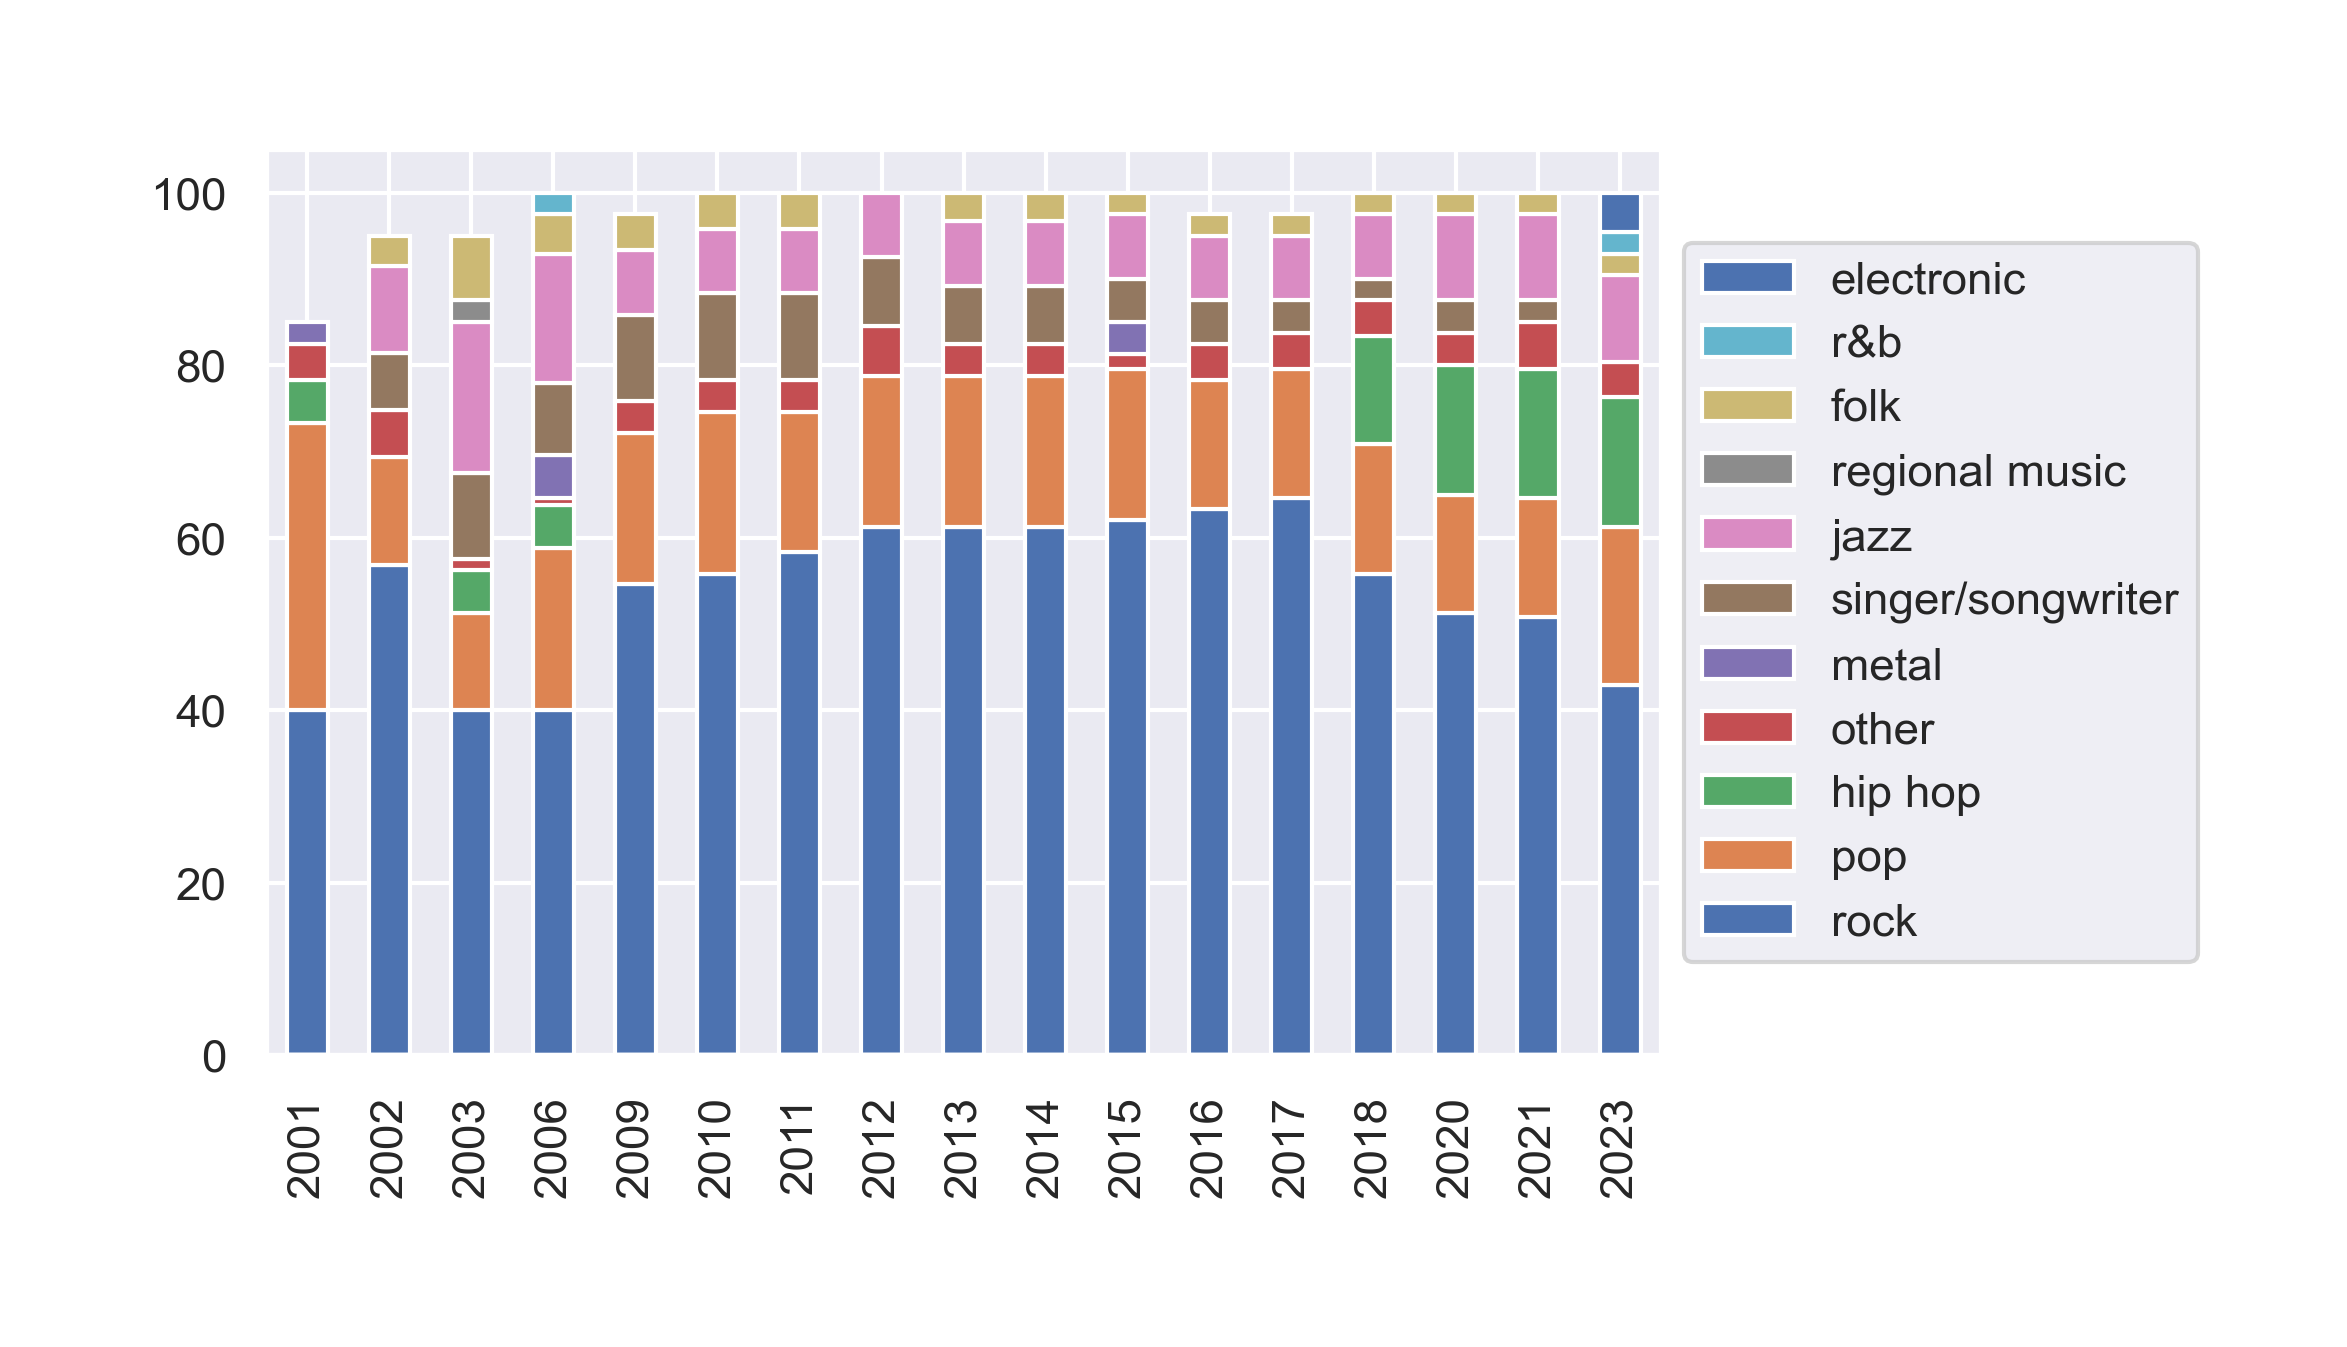 100
80
60
40
20
0
2001
2002
2003
2006
2009
2010
2011
2012
2013
2014
2015
2016
2017
2018
2020
2021
2023
electronic
r&b
folk
regional music
jazz
singer/songwriter
metal
other
hip hop
pop
rock